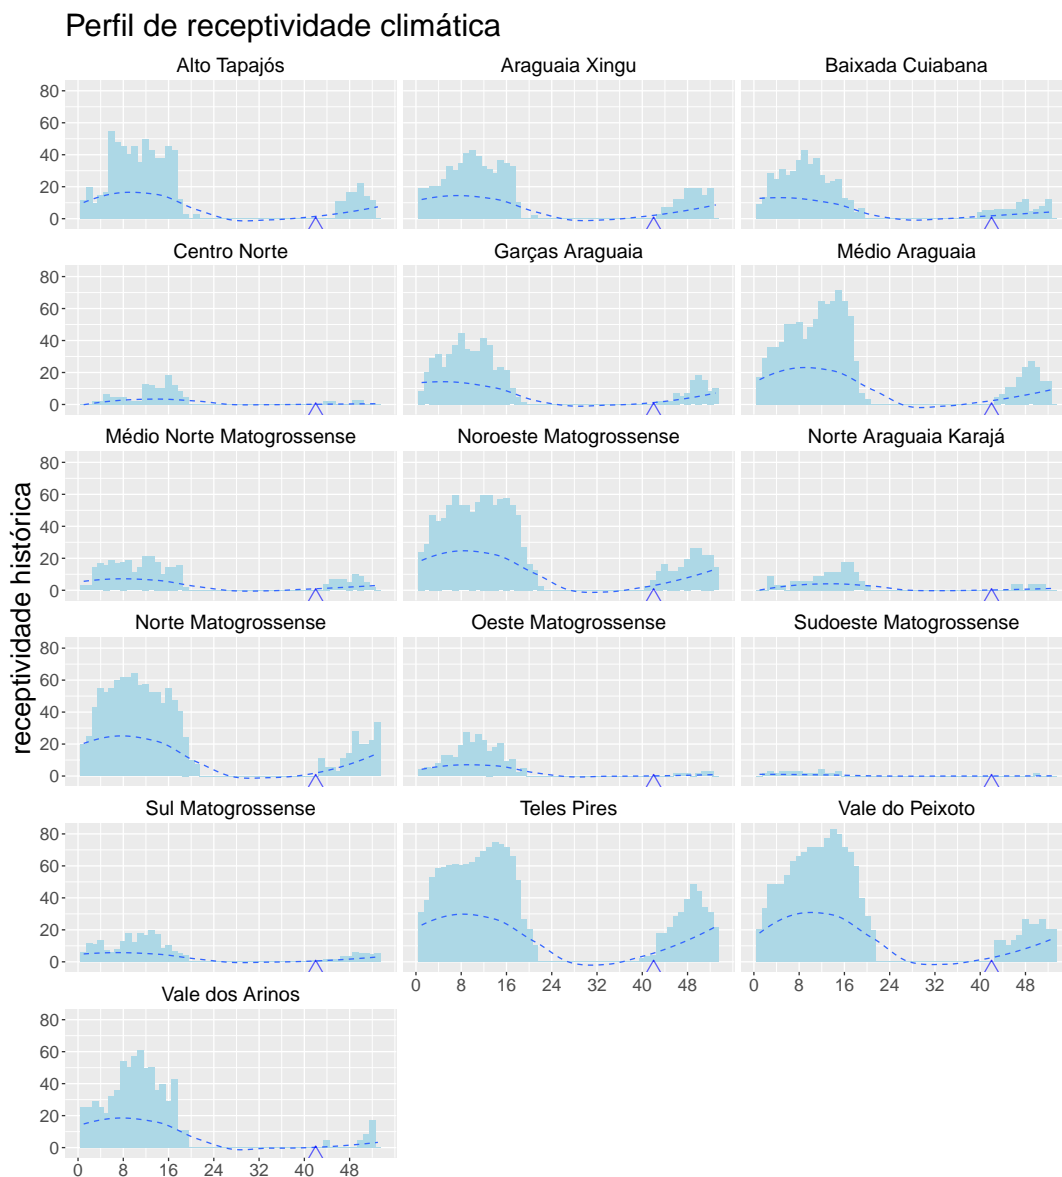 Perfil de receptividade climática
Alto Tapajós
Araguaia Xingu
Baixada Cuiabana
80
60
40
20
0
Centro Norte
Garças Araguaia
Médio Araguaia
80
60
40
20
0
Médio Norte Matogrossense
Noroeste Matogrossense
Norte Araguaia Karajá
80
60
40
20
0
receptividade histórica
Norte Matogrossense
Oeste Matogrossense
Sudoeste Matogrossense
80
60
40
20
0
Sul Matogrossense
Teles Pires
Vale do Peixoto
80
60
40
20
0
0 8 16 24 32 40 48
0 8 16 24 32 40 48
Vale dos Arinos
80
60
40
20
0
0 8 16 24 32 40 48